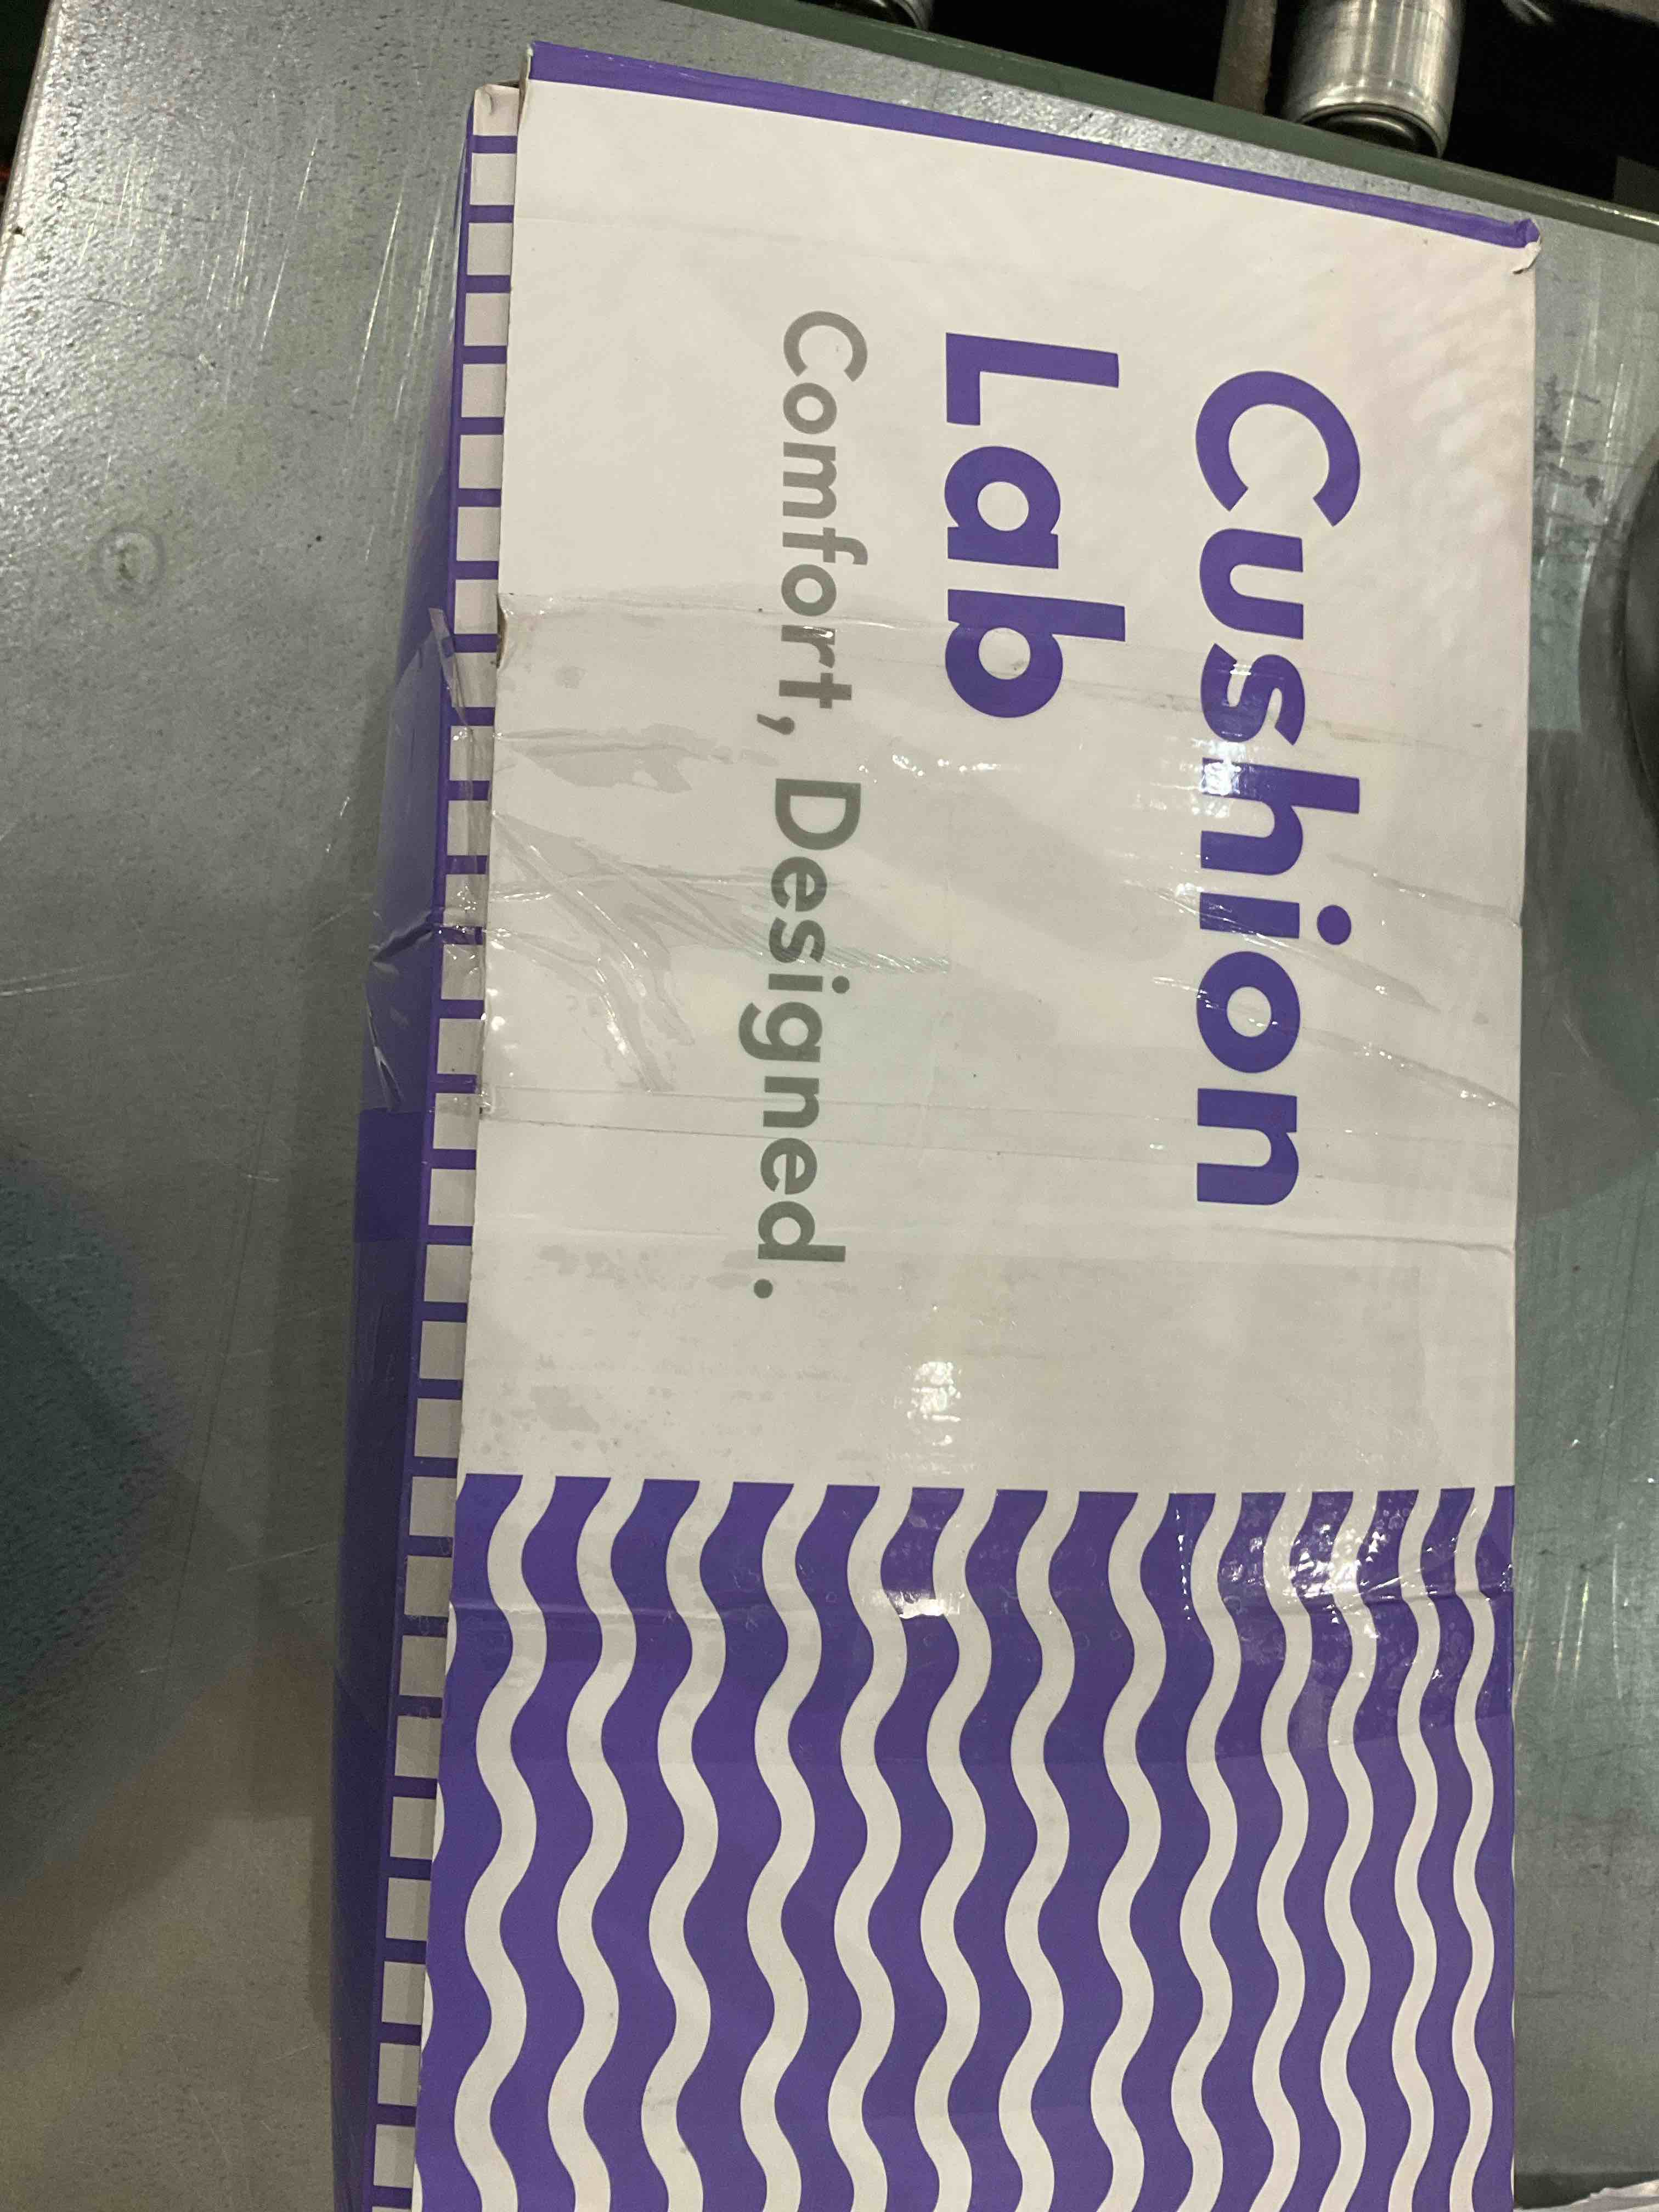 Cushion
Lab
Comfort, Designed.